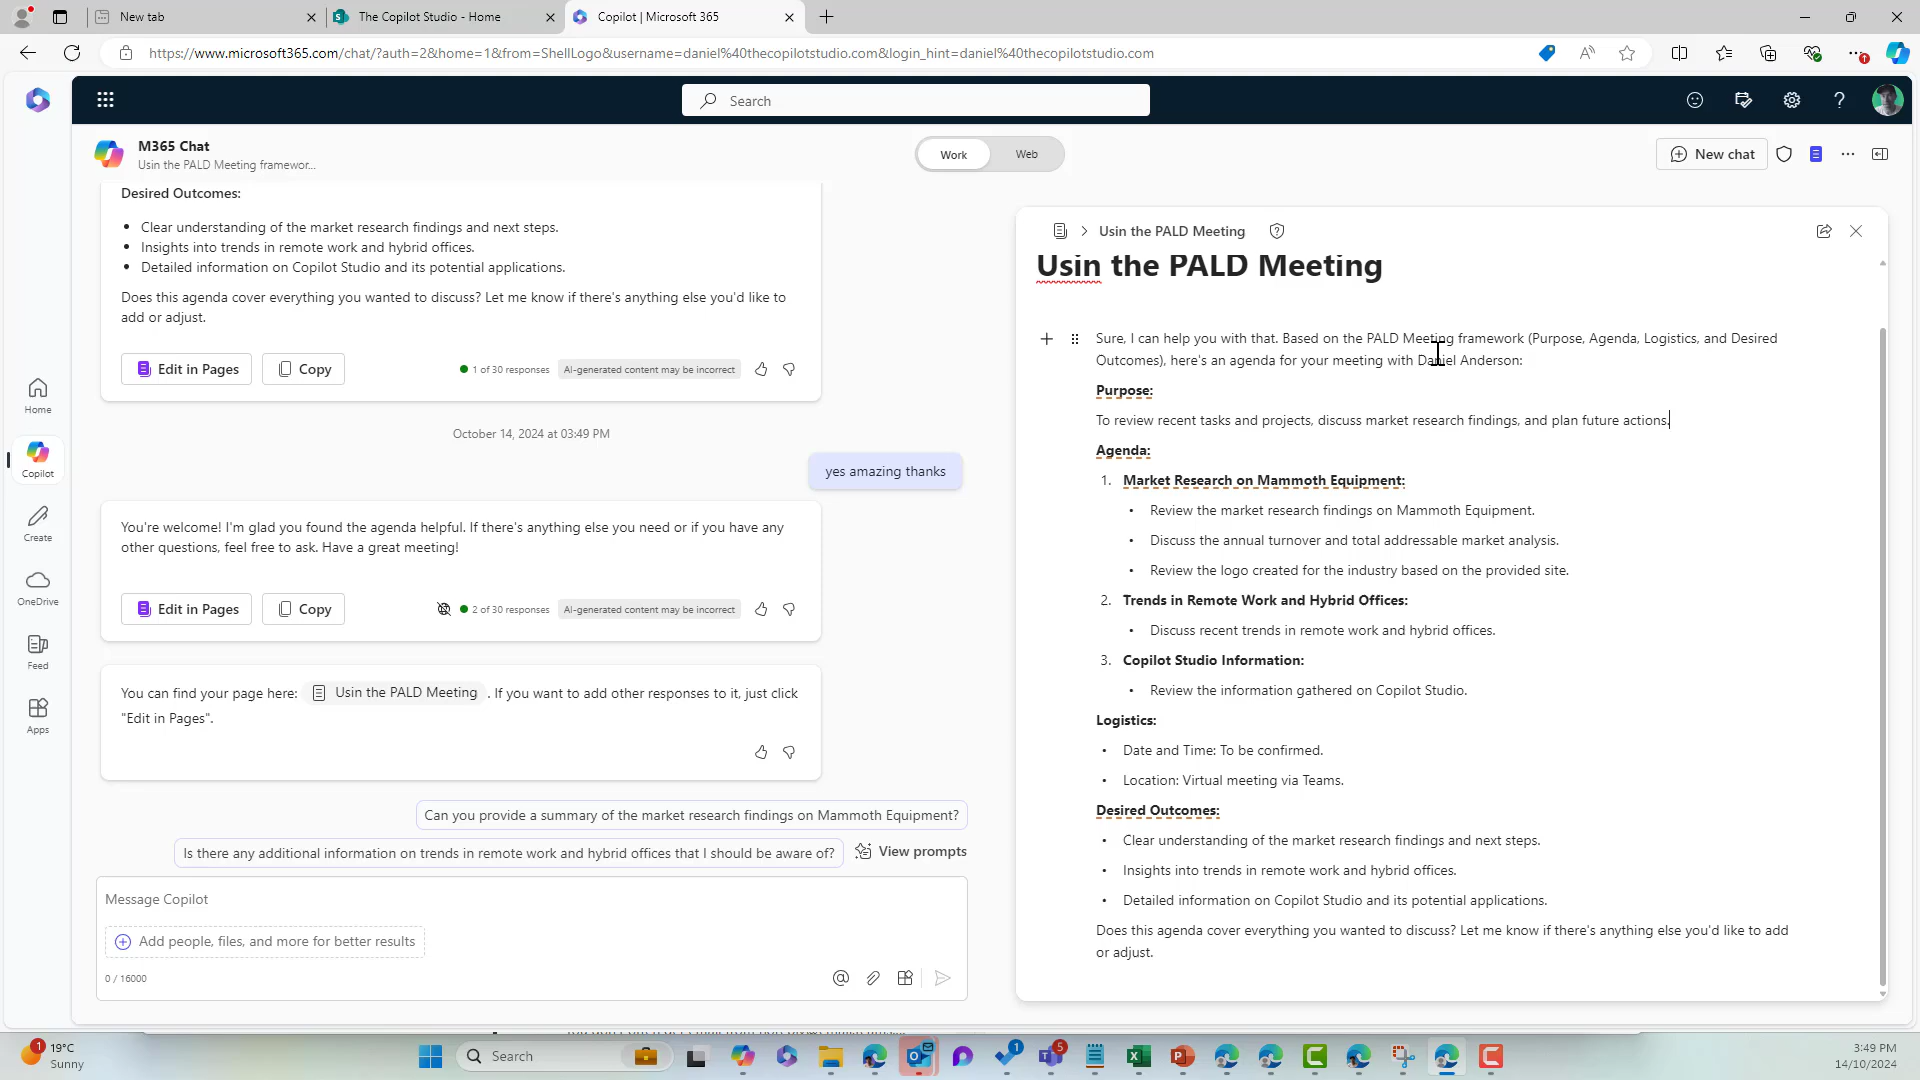 New tab
The Copilot Studio - Home
Copilot | Microsoft 365
https://www.microsoft365.com/chat/?auth=2&home=1&from=ShellLogo&username=daniel%40thecopilotstudio.com&login_hint=daniel%40thecopilotstudio.com
Search
M365 Chat
Usin the PALD Meeting framewor...
Work
Web
New chat
Home
Copilot
Create
OneDrive
Feed
Apps
Desired Outcomes:
• Clear understanding of the market research findings and next steps.
• Insights into trends in remote work and hybrid offices.
• Detailed information on Copilot Studio and its potential applications.
Does this agenda cover everything you wanted to discuss? Let me know if there's anything else you'd like to
add or adjust.
Edit in Pages
Copy
1 of 30 responses
AI-generated content may be incorrect
October 14, 2024 at 03:49 PM
yes amazing thanks
You're welcome! I'm glad you found the agenda helpful. If there's anything else you need or if you have any
other questions, feel free to ask. Have a great meeting!
Edit in Pages
Copy
2 of 30 responses
AI-generated content may be incorrect
You can find your page here: Usin the PALD Meeting . If you want to add other responses to it, just click
"Edit in Pages".
Can you provide a summary of the market research findings on Mammoth Equipment?
Is there any additional information on trends in remote work and hybrid offices that I should be aware of?
View prompts
Message Copilot
Add people, files, and more for better results
0 / 16000
Usin the PALD Meeting
Usin the PALD Meeting
Sure, I can help you with that. Based on the PALD Meeting framework (Purpose, Agenda, Logistics, and Desired
Outcomes), here's an agenda for your meeting with Daniel Anderson:
Purpose:
To review recent tasks and projects, discuss market research findings, and plan future actions.
Agenda:
1. Market Research on Mammoth Equipment:
• Review the market research findings on Mammoth Equipment.
• Discuss the annual turnover and total addressable market analysis.
• Review the logo created for the industry based on the provided site.
2. Trends in Remote Work and Hybrid Offices:
• Discuss recent trends in remote work and hybrid offices.
3. Copilot Studio Information:
• Review the information gathered on Copilot Studio.
Logistics:
• Date and Time: To be confirmed.
• Location: Virtual meeting via Teams.
Desired Outcomes:
• Clear understanding of the market research findings and next steps.
• Insights into trends in remote work and hybrid offices.
• Detailed information on Copilot Studio and its potential applications.
Does this agenda cover everything you wanted to discuss? Let me know if there's anything else you'd like to add
or adjust.
1
19°C
Sunny
Search
1
5
3:49 PM
14/10/2024